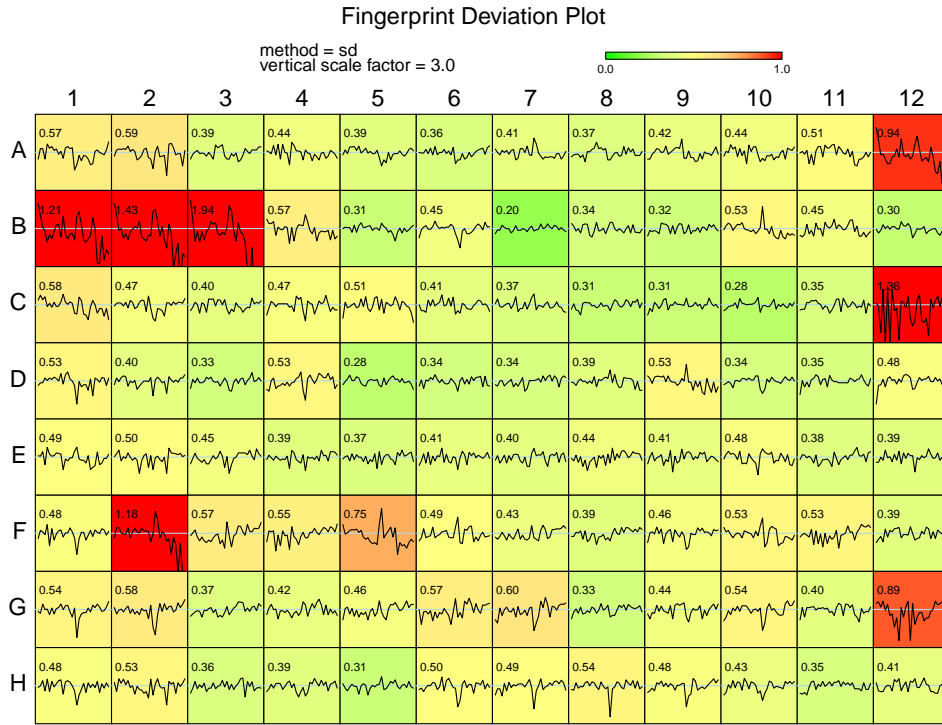 Fingerprint Deviation Plot
method = sd
vertical scale factor = 3.0
0.0 1.0
1 2 3 4 5 6 7 8 9 10 11 12
A 0.57 0.59 0.39 0.44 0.39 0.36 0.41 0.37 0.42 0.44 0.51 0.94
B 1.21 1.43 1.94 0.57 0.31 0.45 0.20 0.34 0.32 0.53 0.45 0.30
C 0.58 0.47 0.40 0.47 0.51 0.41 0.37 0.31 0.31 0.28 0.35 1.36
D 0.53 0.40 0.33 0.53 0.28 0.34 0.34 0.39 0.53 0.34 0.35 0.48
E 0.49 0.50 0.45 0.39 0.37 0.41 0.40 0.44 0.41 0.48 0.38 0.39
F 0.48 1.18 0.57 0.55 0.75 0.49 0.43 0.39 0.46 0.53 0.53 0.39
G 0.54 0.58 0.37 0.42 0.46 0.57 0.60 0.33 0.44 0.54 0.40 0.89
H 0.48 0.53 0.36 0.39 0.31 0.50 0.49 0.54 0.48 0.43 0.35 0.41